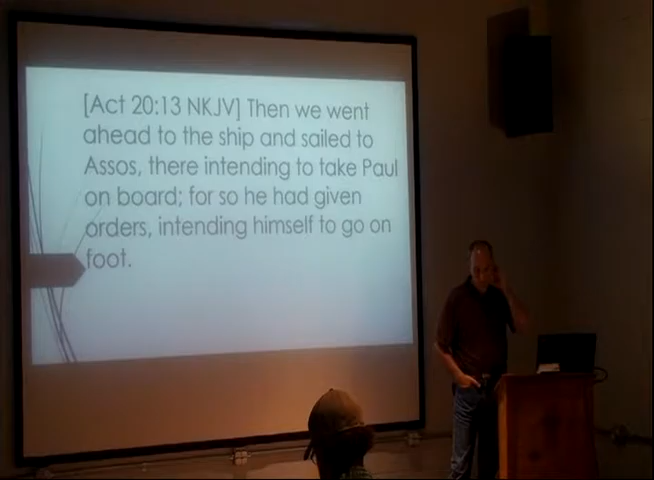 [Act 20:13 NKJV] Then we went
ahead to the ship and sailed to
Assos, there intending to take Paul
on board; for so he had given
orders, intending himself to go on
foot.